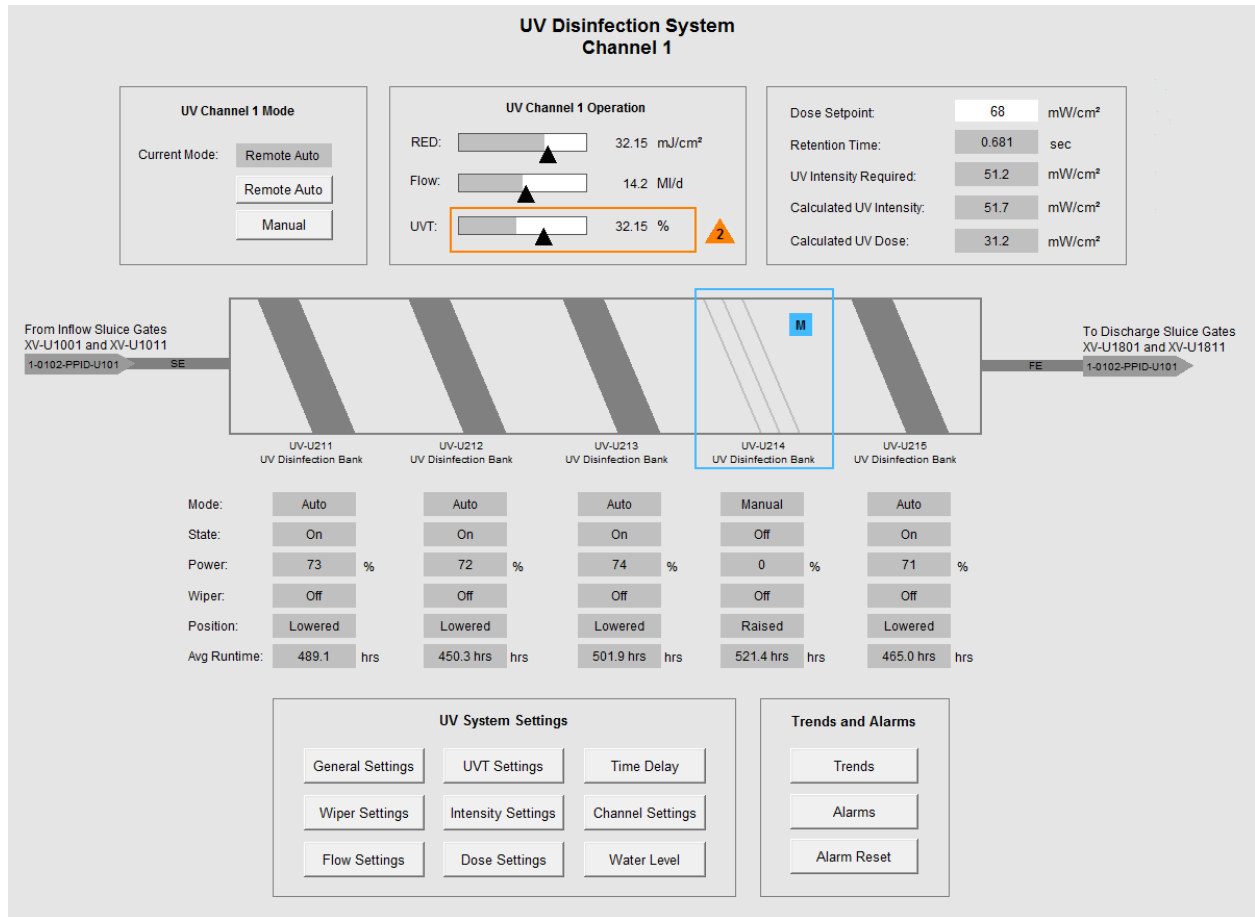 UV Disinfection System
Channel 1
UV Channel 1 Mode
Current Mode: Remote Auto
Remote Auto
Manual
UV Channel 1 Operation
RED: 32.15 mJ/cm²
Flow: 14.2 Ml/d
UVT: 32.15 %
2
Dose Setpoint: 68 mW/cm²
Retention Time: 0.681 sec
UV Intensity Required: 51.2 mW/cm²
Calculated UV Intensity: 51.7 mW/cm²
Calculated UV Dose: 31.2 mW/cm²
From Inflow Sluice Gates
XV-U1001 and XV-U1011
1-0102-PPID-U101 SE
M
To Discharge Sluice Gates
XV-U1801 and XV-U1811
FE 1-0102-PPID-U101
UV-U211 UV-U212 UV-U213 UV-U214 UV-U215
UV Disinfection Bank UV Disinfection Bank UV Disinfection Bank UV Disinfection Bank UV Disinfection Bank
Mode: Auto Auto Auto Manual Auto
State: On On On Off On
Power: 73 % 72 % 74 % 0 % 71 %
Wiper: Off Off Off Off Off
Position: Lowered Lowered Lowered Raised Lowered
Avg Runtime: 489.1 hrs 450.3 hrs hrs 501.9 hrs hrs 521.4 hrs hrs 465.0 hrs hrs
UV System Settings
General Settings UVT Settings Time Delay
Wiper Settings Intensity Settings Channel Settings
Flow Settings Dose Settings Water Level
Trends and Alarms
Trends
Alarms
Alarm Reset